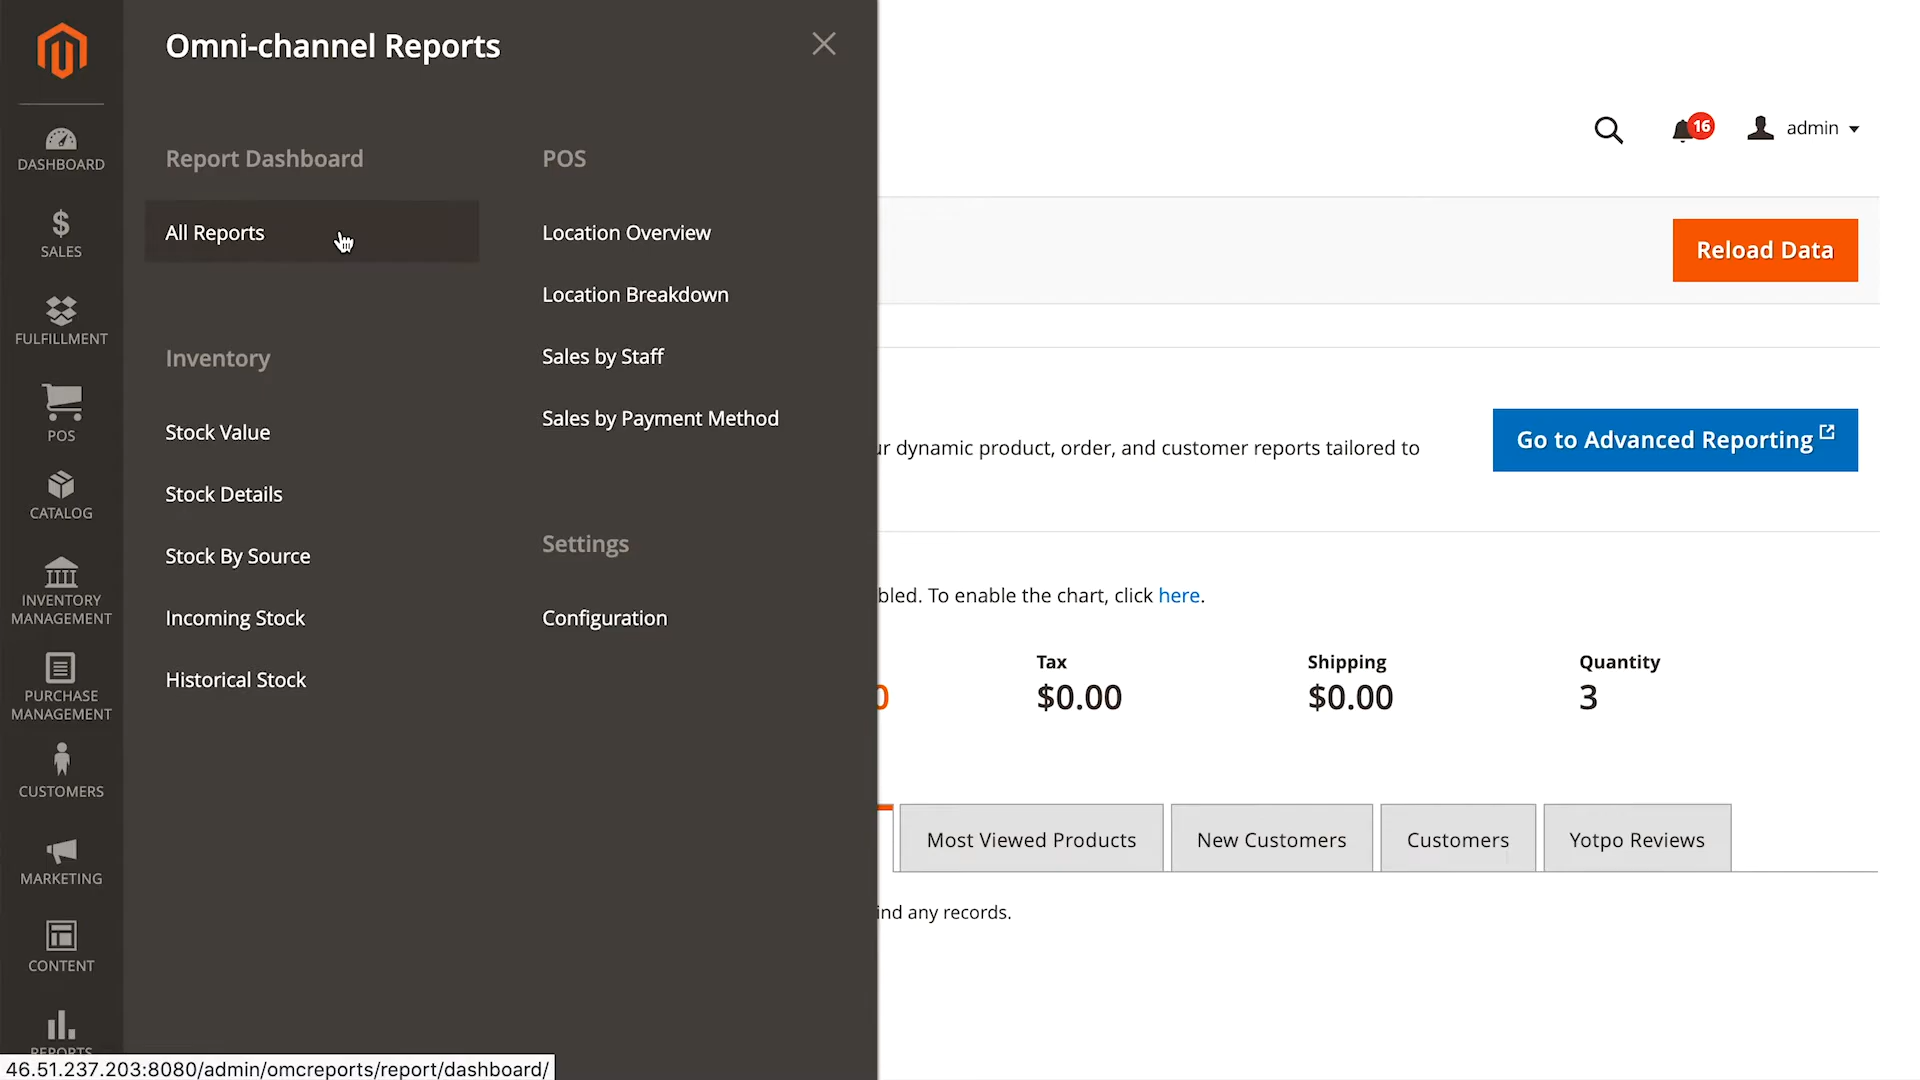 Omni-channel Reports
Report Dashboard
All Reports
Inventory
Stock Value
Stock Details
Stock By Source
Incoming Stock
Historical Stock
POS
Location Overview
Location Breakdown
Sales by Staff
Sales by Payment Method
Settings
Configuration
DASHBOARD
SALES
FULFILLMENT
POS
CATALOG
INVENTORY
MANAGEMENT
PURCHASE
MANAGEMENT
CUSTOMERS
MARKETING
CONTENT
REPORTS
16
admin
Reload Data
dynamic product, order, and customer reports tailored to
Go to Advanced Reporting
To enable the chart, click here.
Tax
$0.00
Shipping
$0.00
Quantity
3
Most Viewed Products
New Customers
Customers
Yotpo Reviews
any records.
46.51.237.203:8080/admin/omcreports/report/dashboard/